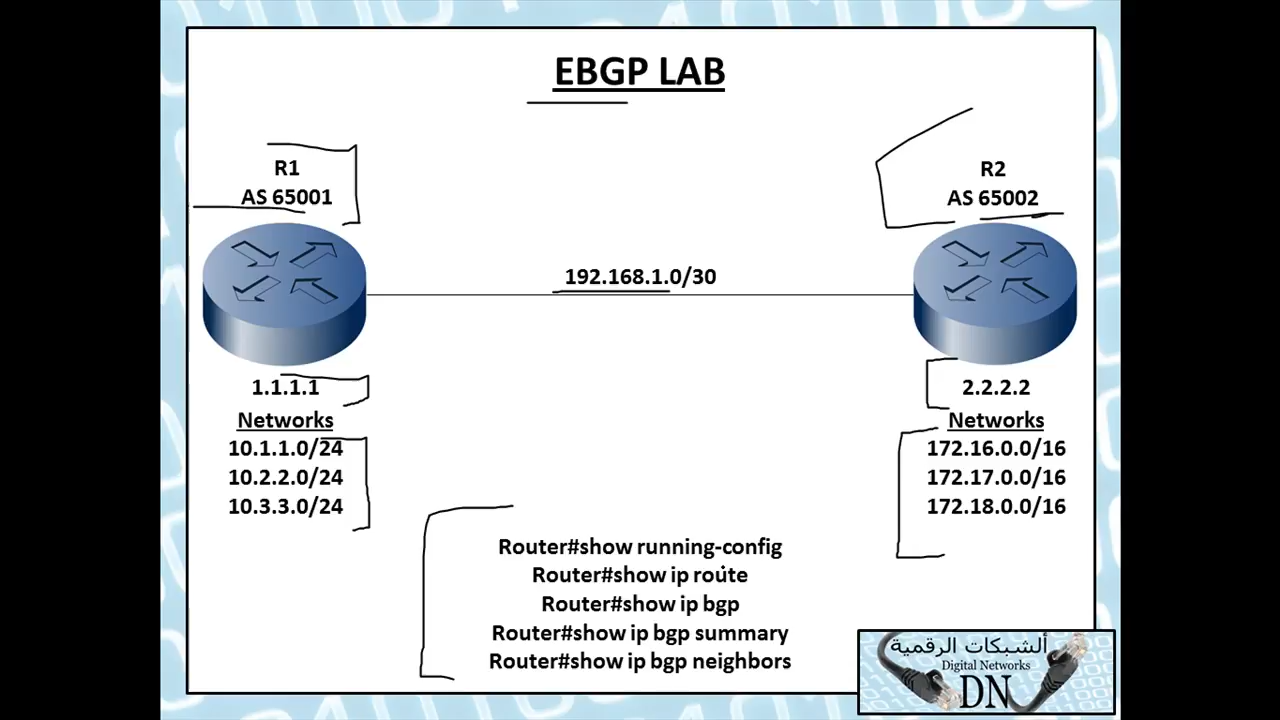 EBGP LAB
R1
AS 65001
R2
AS 65002
192.168.1.0/30
1.1.1.1
Networks
10.1.1.0/24
10.2.2.0/24
10.3.3.0/24
2.2.2.2
Networks
172.16.0.0/16
172.17.0.0/16
172.18.0.0/16
Router#show running-config
Router#show ip route
Router#show ip bgp
Router#show ip bgp summary
Router#show ip bgp neighbors
ألشبكات الرقمية
Digital Networks
DN